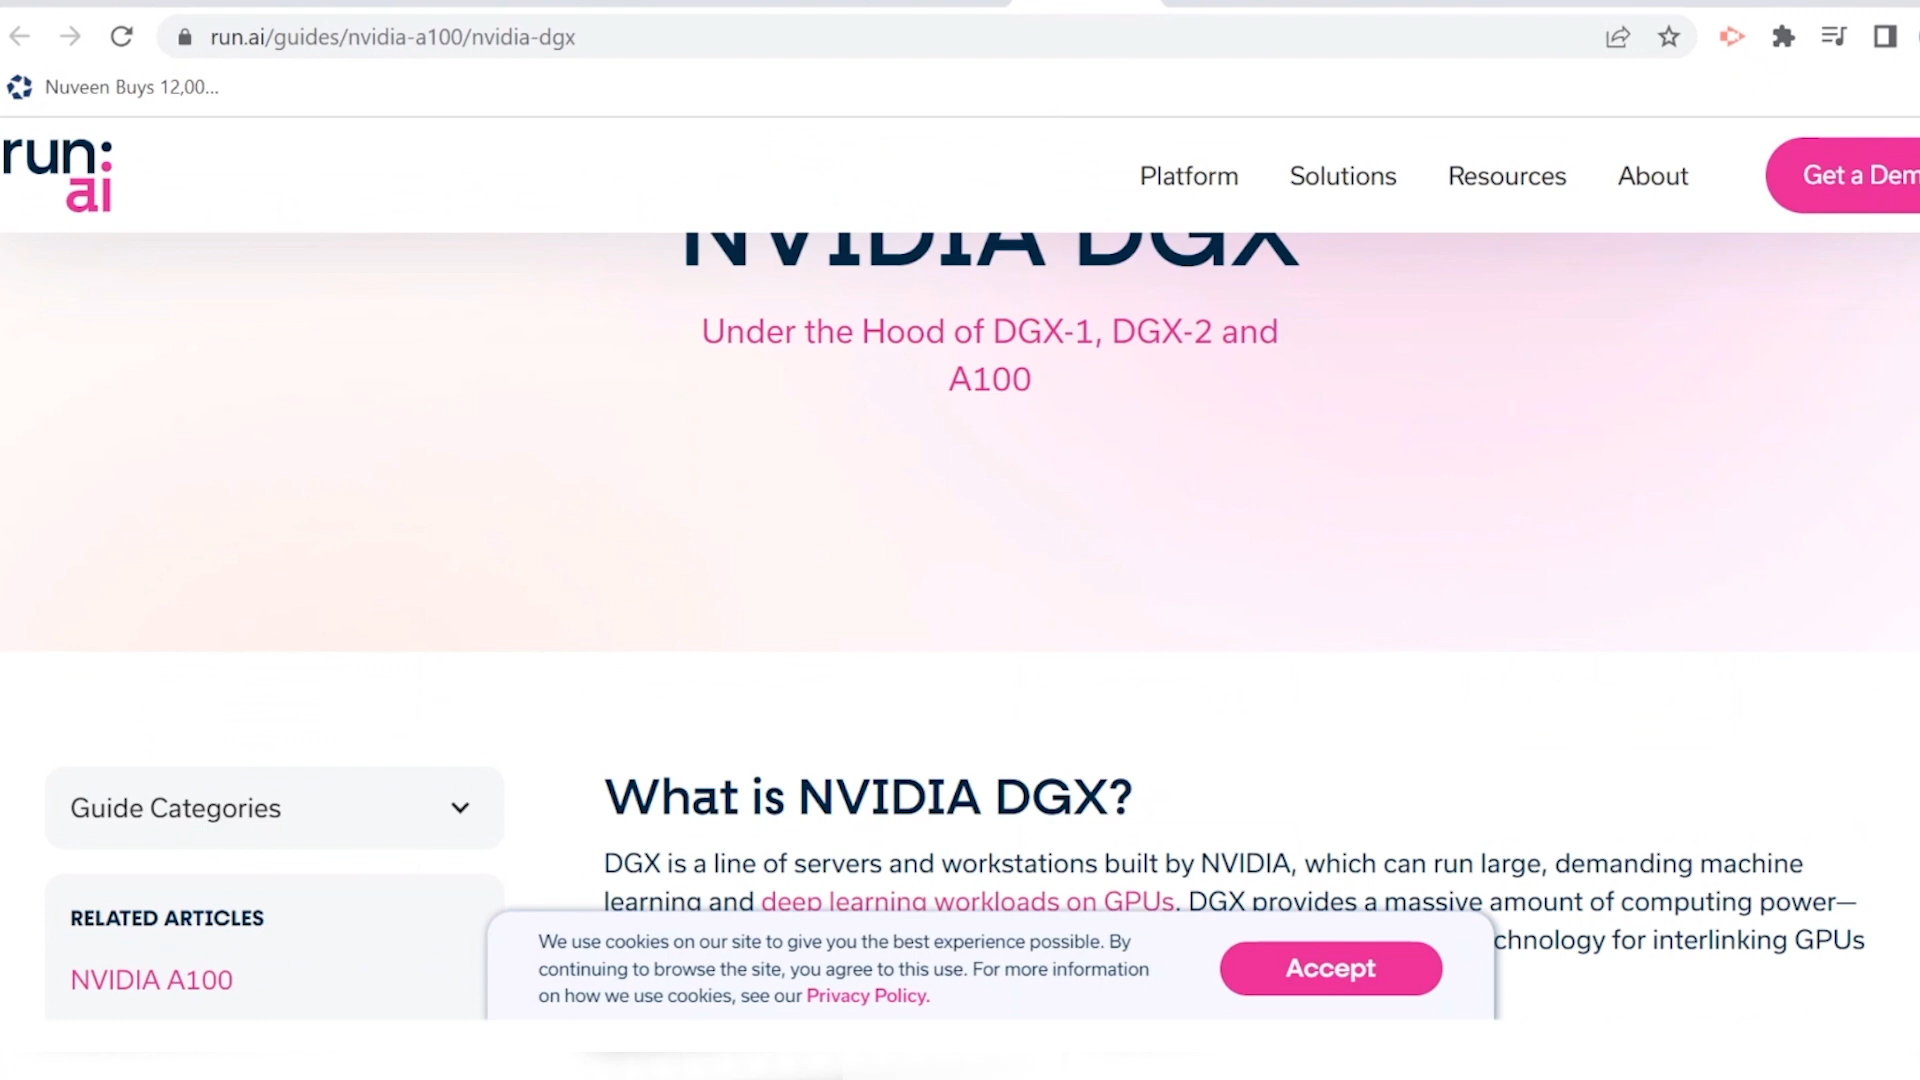 run.ai/guides/nvidia-a100/nvidia-dgx
Nuveen Buys 12,00...
run:
ai
Platform Solutions Resources About Get a Dem
NVIDIA DGX
Under the Hood of DGX-1, DGX-2 and
A100
Guide Categories
RELATED ARTICLES
NVIDIA A100
What is NVIDIA DGX?
DGX is a line of servers and workstations built by NVIDIA, which can run large, demanding machine
learning and deep learning workloads on GPUs. DGX provides a massive amount of computing power—
chnology for interlinking GPUs
We use cookies on our site to give you the best experience possible. By
continuing to browse the site, you agree to this use. For more information
on how we use cookies, see our Privacy Policy.
Accept